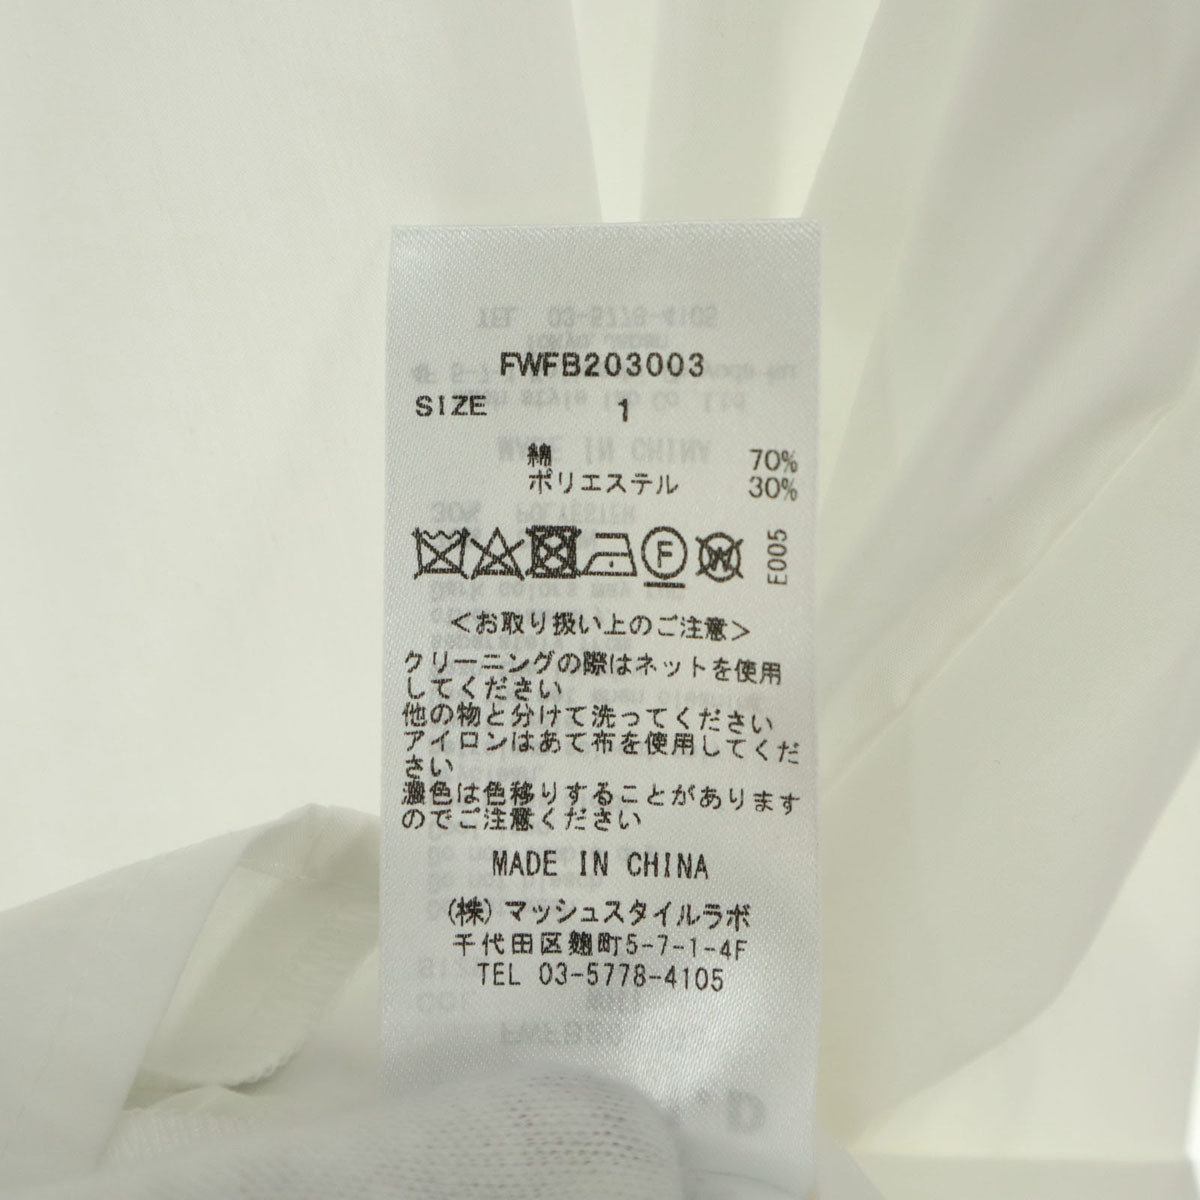 FWFB203003
SIZE 1
綿 70%
ポリエステル 30%
F W E005
<お取り扱い上のご注意>
クリーニングの際はネットを使用
してください
他の物と分けて洗ってください
アイロンはあて布を使用してくだ
さい
濃色は色移りすることがあります
のでご注意ください
MADE IN CHINA
(株)マッシュスタイルラボ
千代田区麹町5-7-1-4F
TEL 03-5778-4105